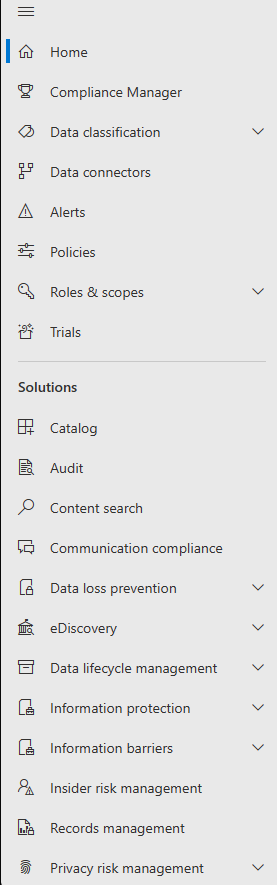 Home
Compliance Manager
Data classification
Data connectors
Alerts
Policies
Roles & scopes
Trials
Solutions
Catalog
Audit
Content search
Communication compliance
Data loss prevention
eDiscovery
Data lifecycle management
Information protection
Information barriers
Insider risk management
Records management
Privacy risk management